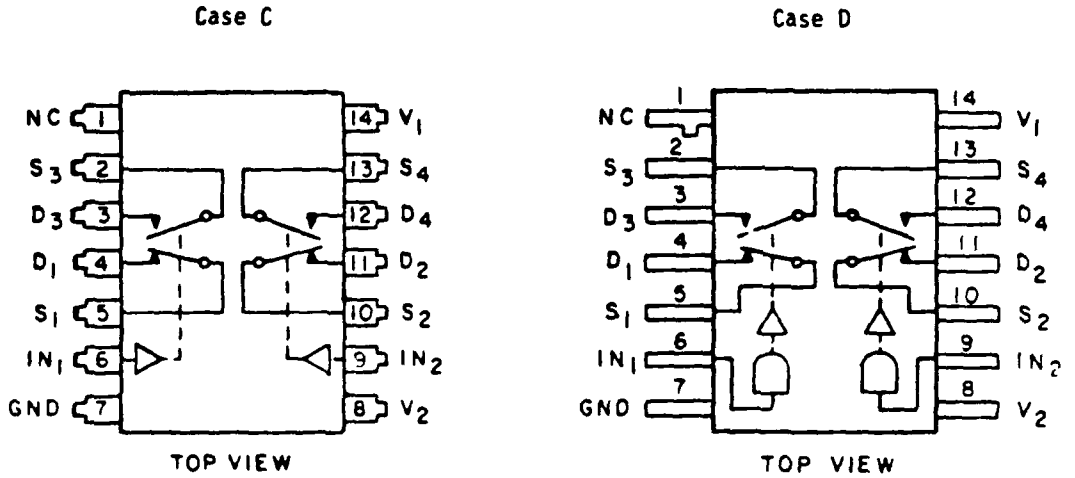 Case C
NC 1 14 V1
S3 2 13 S4
D3 3 12 D4
D1 4 11 D2
S1 5 10 S2
IN1 6 9 IN2
GND 7 8 V2
TOP VIEW
Case D
NC 1 14 V1
S3 2 13 S4
D3 3 12 D4
D1 4 11 D2
S1 5 10 S2
IN1 6 9 IN2
GND 7 8 V2
TOP VIEW